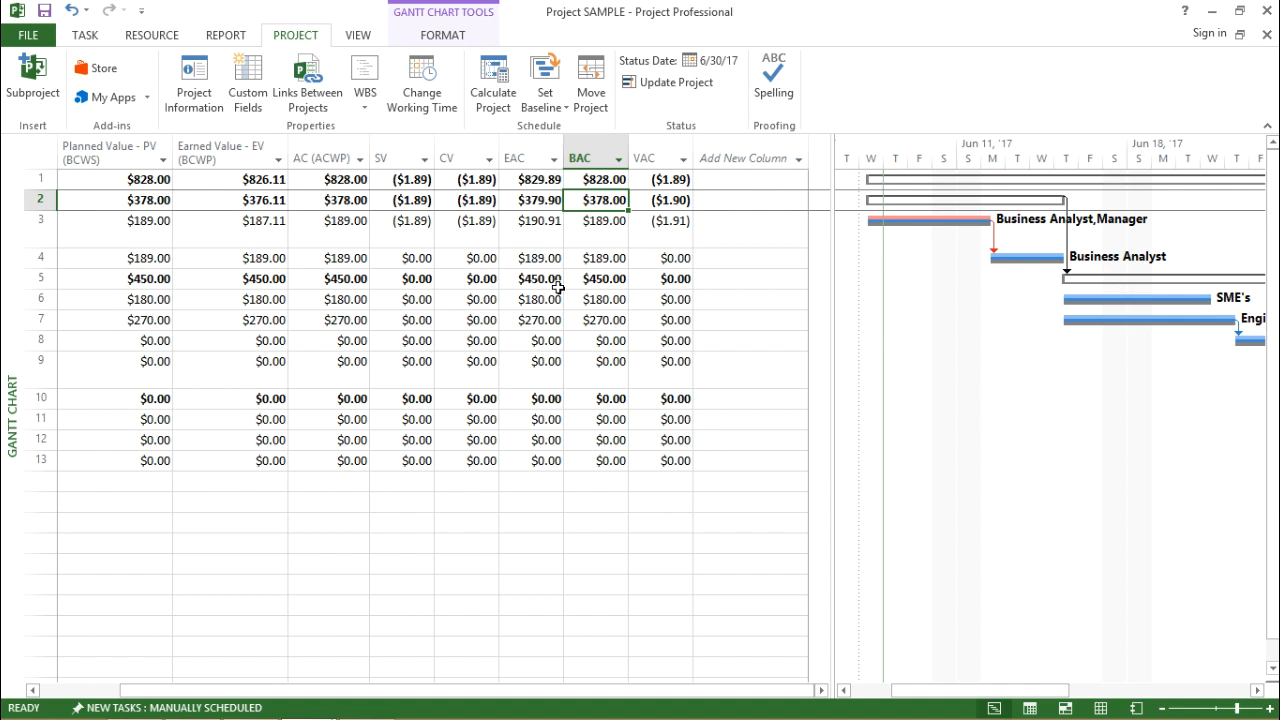 GANTT CHART TOOLS
Project SAMPLE - Project Professional
?
FILE TASK RESOURCE REPORT PROJECT VIEW FORMAT Sign in
Subproject
Store
My Apps
Project Information
Custom Fields
Links Between Projects
WBS
Change Working Time
Calculate Project
Set Baseline
Move Project
Status Date: 6/30/17
Update Project
ABC
Spelling
Insert Add-ins Properties Schedule Status Proofing
Planned Value - PV (BCWS) Earned Value - EV (BCWP) AC (ACWP) SV CV EAC BAC VAC Add New Column
1 $828.00 $826.11 $828.00 ($1.89) ($1.89) $829.89 $828.00 ($1.89)
2 $378.00 $376.11 $378.00 ($1.89) ($1.89) $379.90 $378.00 ($1.90)
3 $189.00 $187.11 $189.00 ($1.89) ($1.89) $190.91 $189.00 ($1.91)
4 $189.00 $189.00 $189.00 $0.00 $0.00 $189.00 $189.00 $0.00
5 $450.00 $450.00 $450.00 $0.00 $0.00 $450.00 $450.00 $0.00
6 $180.00 $180.00 $180.00 $0.00 $0.00 $180.00 $180.00 $0.00
7 $270.00 $270.00 $270.00 $0.00 $0.00 $270.00 $270.00 $0.00
8 $0.00 $0.00 $0.00 $0.00 $0.00 $0.00 $0.00 $0.00
9 $0.00 $0.00 $0.00 $0.00 $0.00 $0.00 $0.00 $0.00
10 $0.00 $0.00 $0.00 $0.00 $0.00 $0.00 $0.00 $0.00
11 $0.00 $0.00 $0.00 $0.00 $0.00 $0.00 $0.00 $0.00
12 $0.00 $0.00 $0.00 $0.00 $0.00 $0.00 $0.00 $0.00
13 $0.00 $0.00 $0.00 $0.00 $0.00 $0.00 $0.00 $0.00
Jun 11, '17 Jun 18, '17
T W T F S S M T W T F S S M T W T F
Business Analyst,Manager
Business Analyst
SME's
Engi
GANTT CHART
READY NEW TASKS : MANUALLY SCHEDULED